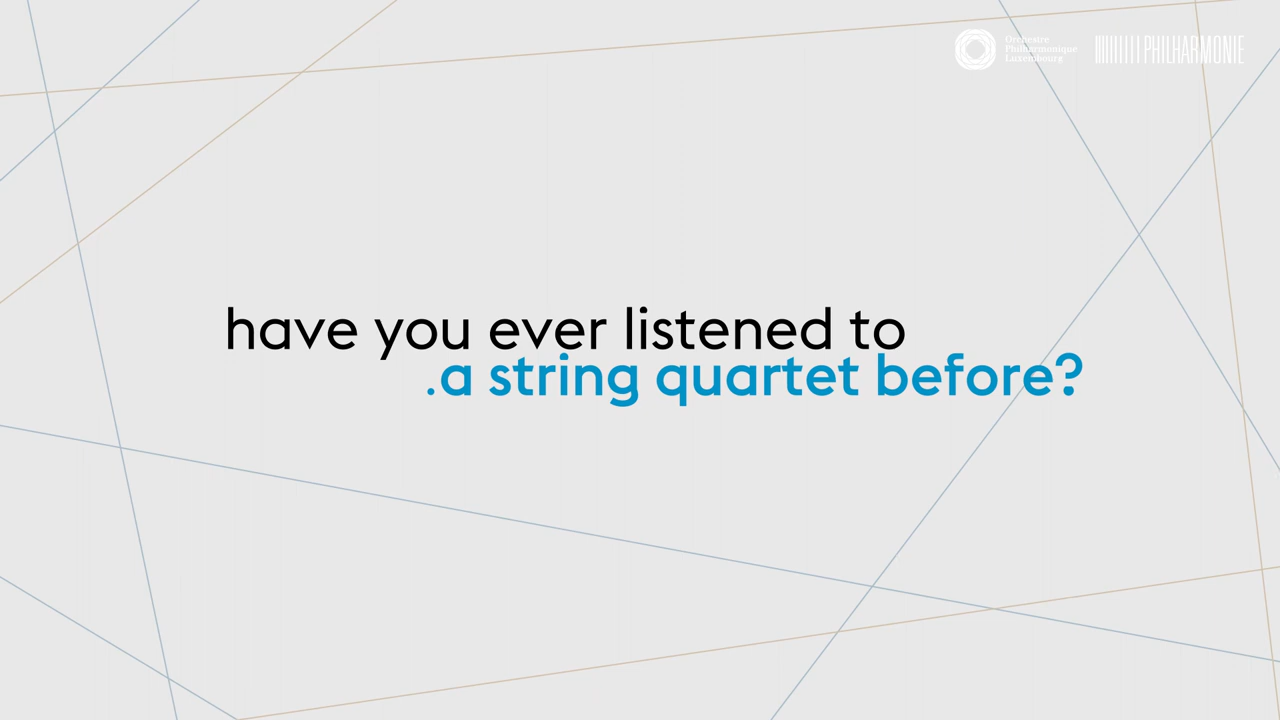 Orchestre
Philharmonique
Luxembourg
PHILHARMONIE
have you ever listened to
.a string quartet before?